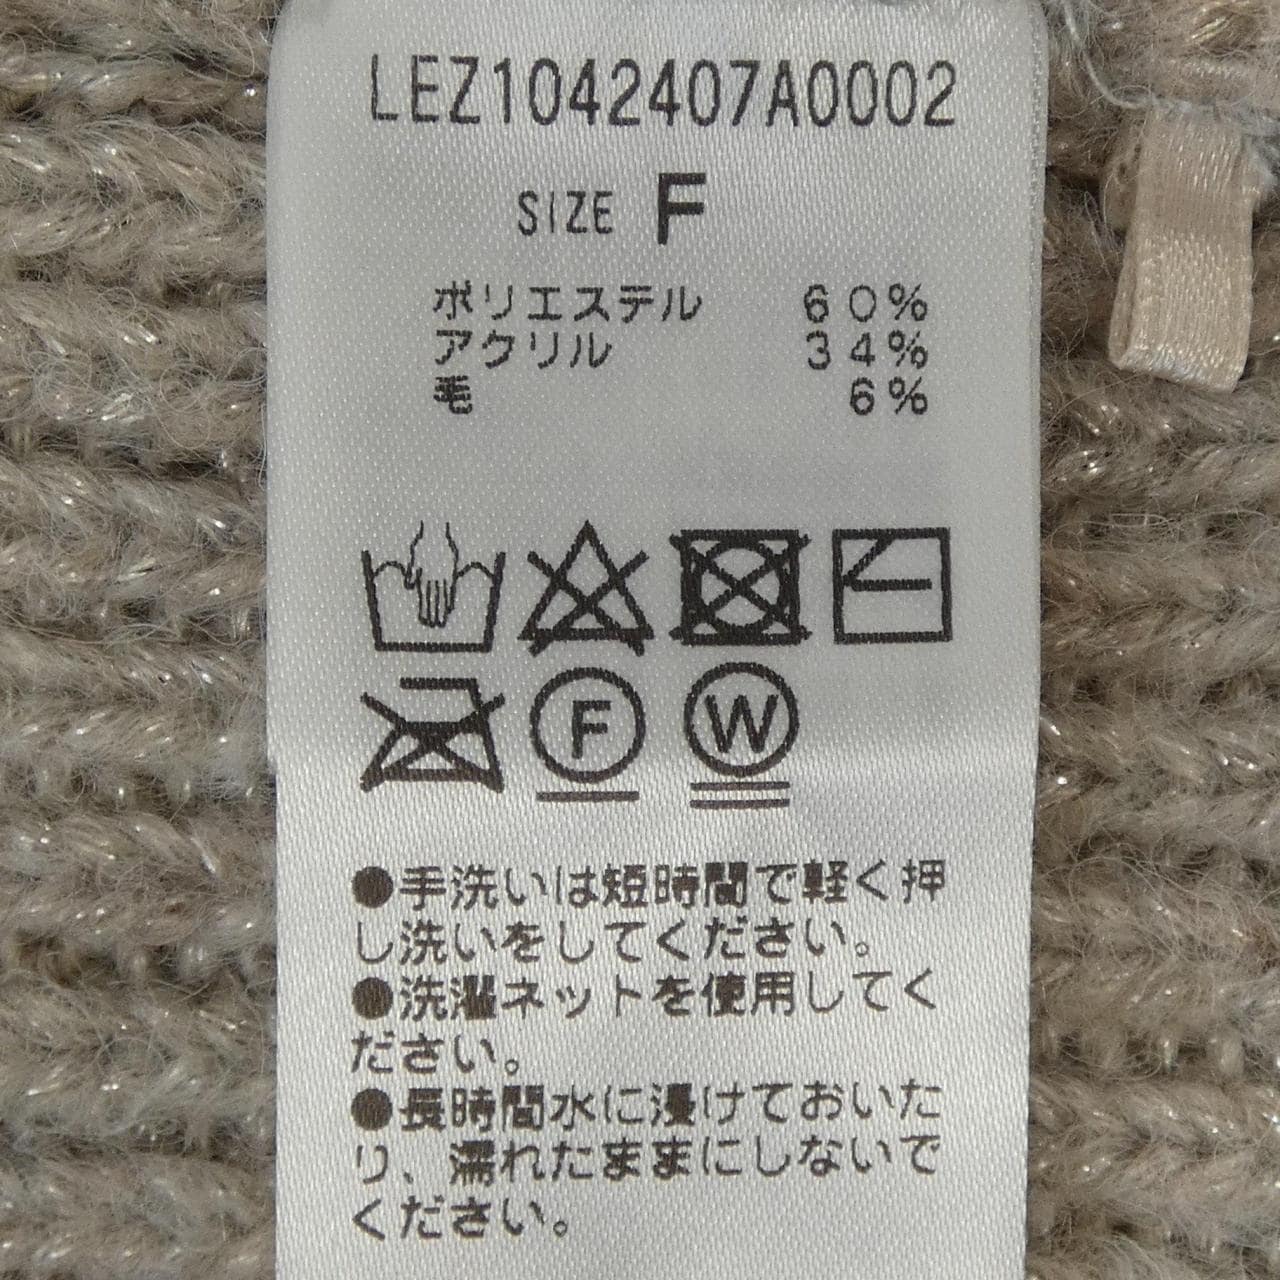 LEZ1042407A0002
SIZE F
ポリエステル 60%
アクリル 34%
毛 6%
F W
●手洗いは短時間で軽く押
し洗いをしてください。
●洗濯ネットを使用してく
ださい。
●長時間水に浸けておいた
り、濡れたままにしないで
ください。